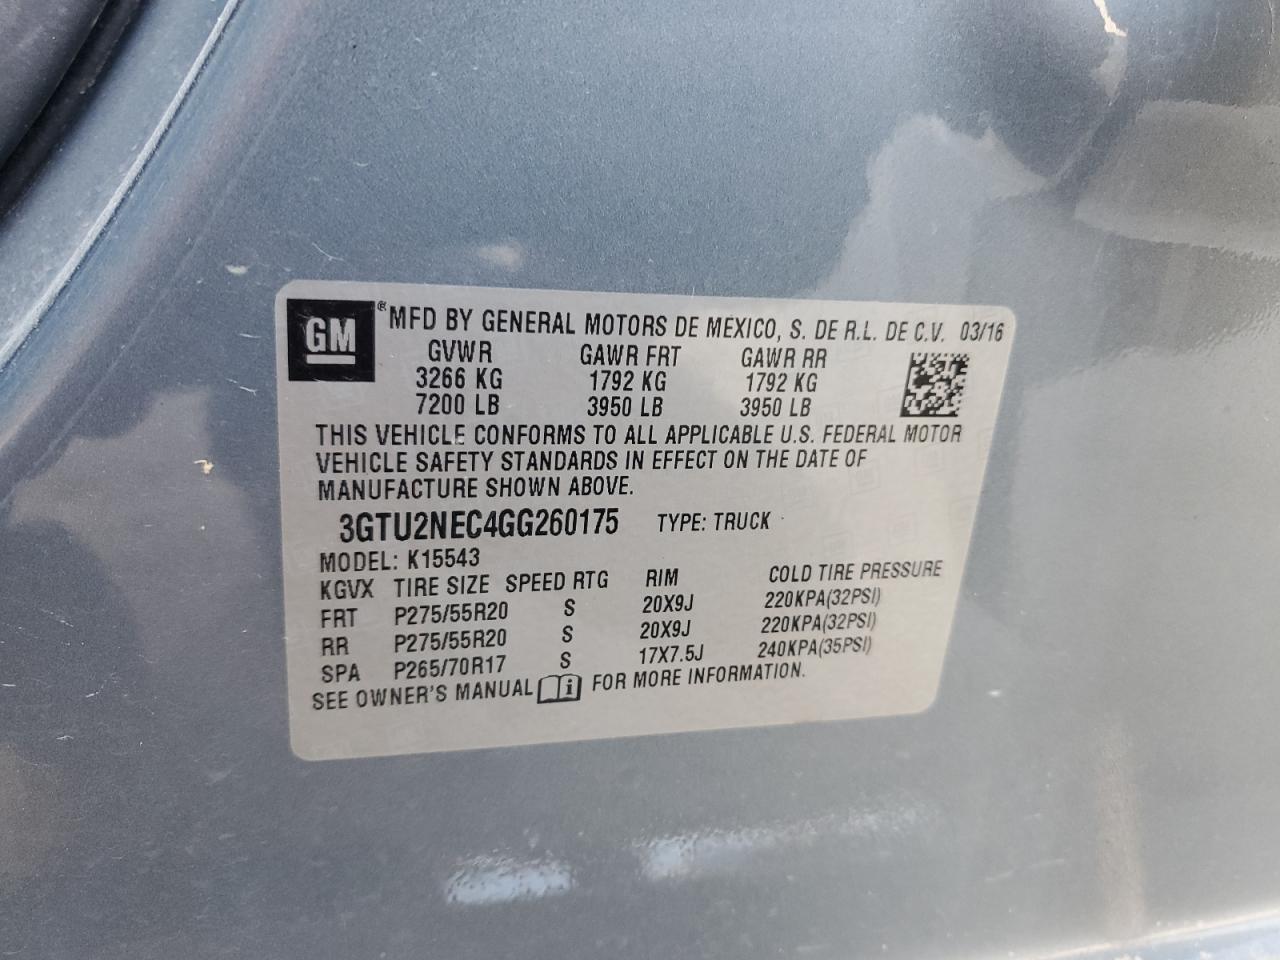 GM ® MFD BY GENERAL MOTORS DE MEXICO, S. DE R.L. DE C.V. 03/16
GVWR GAWR FRT GAWR RR
3266 KG 1792 KG 1792 KG
7200 LB 3950 LB 3950 LB
THIS VEHICLE CONFORMS TO ALL APPLICABLE U.S. FEDERAL MOTOR
VEHICLE SAFETY STANDARDS IN EFFECT ON THE DATE OF
MANUFACTURE SHOWN ABOVE.
3GTU2NEC4GG260175 TYPE: TRUCK
MODEL: K15543
KGVX TIRE SIZE SPEED RTG RIM COLD TIRE PRESSURE
FRT P275/55R20 S 20X9J 220KPA(32PSI)
RR P275/55R20 S 20X9J 220KPA(32PSI)
SPA P265/70R17 S 17X7.5J 240KPA(35PSI)
SEE OWNER'S MANUAL i FOR MORE INFORMATION.